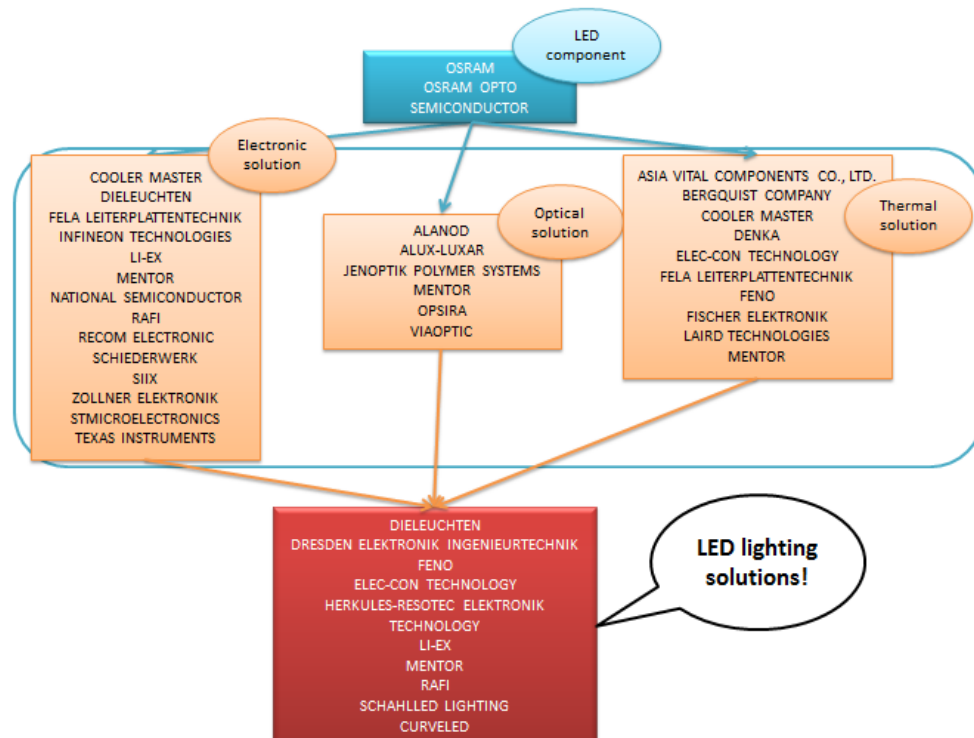 LED
component
OSRAM
OSRAM OPTO
SEMICONDUCTOR
Electronic
solution
COOLER MASTER
DIELEUCHTEN
FELA LEITERPLATTENTECHNIK
INFINEON TECHNOLOGIES
LI-EX
MENTOR
NATIONAL SEMICONDUCTOR
RAFI
RECOM ELECTRONIC
SCHIEDERWERK
SIIX
ZOLLNER ELEKTRONIK
STMICROELECTRONICS
TEXAS INSTRUMENTS
Optical
solution
ALANOD
ALUX-LUXAR
JENOPTIK POLYMER SYSTEMS
MENTOR
OPSIRA
VIAOPTIC
Thermal
solution
ASIA VITAL COMPONENTS CO., LTD.
BERGQUIST COMPANY
COOLER MASTER
DENKA
ELEC-CON TECHNOLOGY
FELA LEITERPLATTENTECHNIK
FENO
FISCHER ELEKTRONIK
LAIRD TECHNOLOGIES
MENTOR
DIELEUCHTEN
DRESDEN ELEKTRONIK INGENIEURTECHNIK
FENO
ELEC-CON TECHNOLOGY
HERKULES-RESOTEC ELEKTRONIK
TECHNOLOGY
LI-EX
MENTOR
RAFI
SCHAHLLED LIGHTING
CURVELED
LED lighting
solutions!